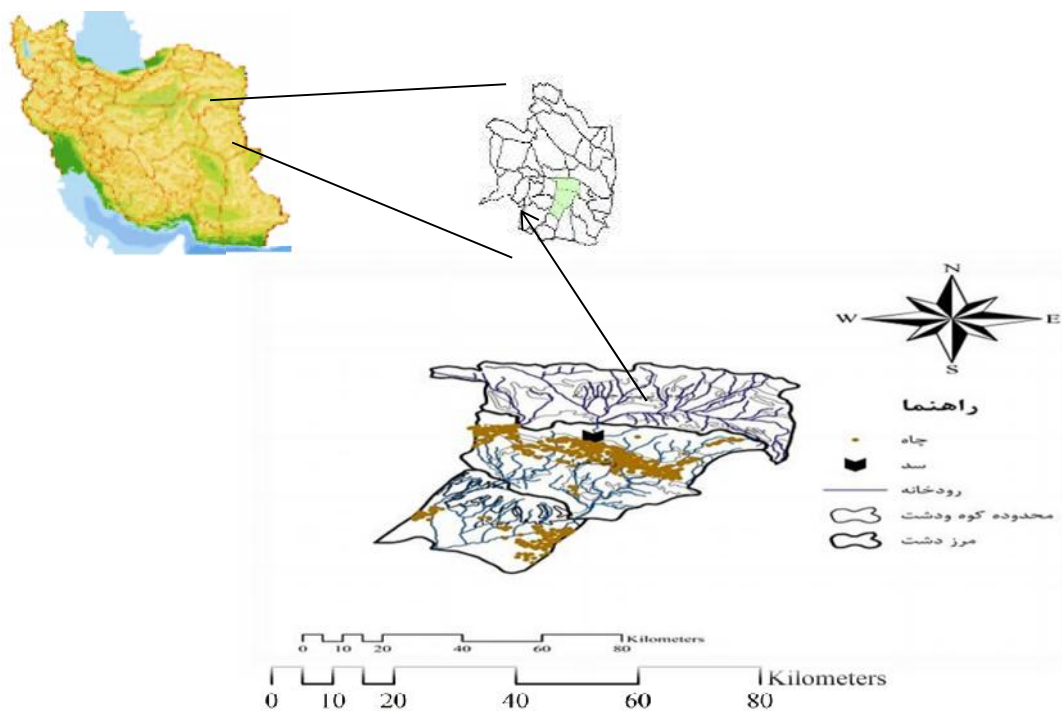 N
W E
S
راهنما
چاه
سد
رودخانه
محدوده کوه ودشت
مرز دشت
Kilometers
0 10 20 40 60 80
Kilometers
0 10 20 40 60 80